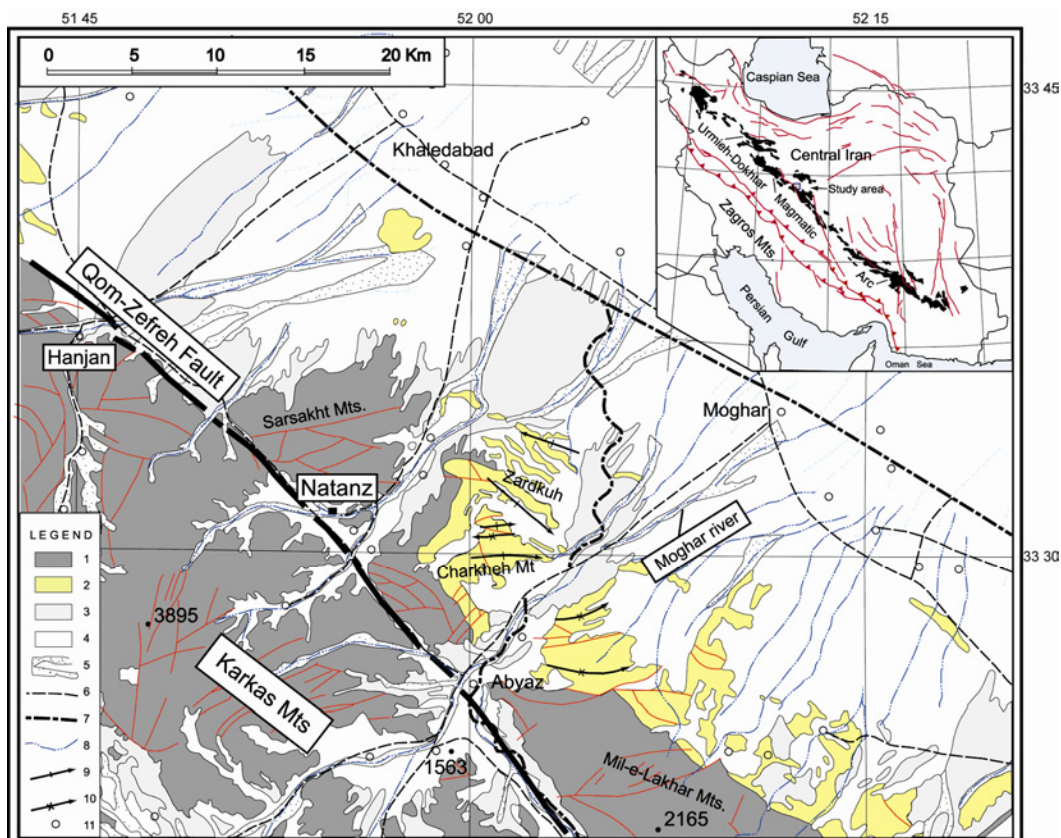 51 45
52 00
52 15
0 5 10 15 20 Km
33 45
33 30
Khaledabad
Qom-Zefreh Fault
Hanjan
Sarsakht Mts.
Natanz
Zardkuh
Charkheh Mt
Moghar
Moghar river
3895
Karkas Mts
Abyaz
1563
Mil-e-Lakhar Mts.
2165
LEGEND
1
2
3
4
5
6
7
8
9
10
11
Caspian Sea
Central Iran
Study area
Urmieh-Dokhtar
Magmatic
Arc
Zagros Mts
Persian
Gulf
Oman Sea